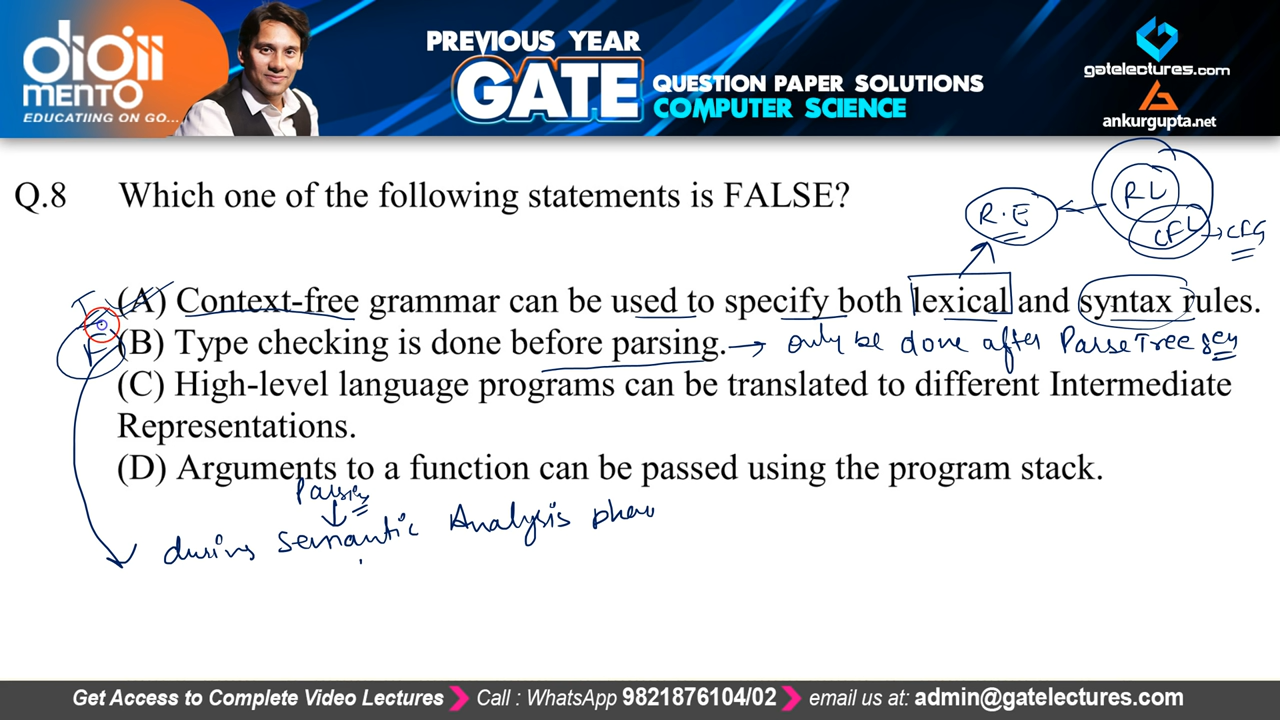 digii
MENTO
EDUCATIING ON GO...
PREVIOUS YEAR
GATE
QUESTION PAPER SOLUTIONS
COMPUTER SCIENCE
gatelectures.com
ankurgupta.net
Q.8 Which one of the following statements is FALSE?
R.E
RL
CFL → CFG
T (A) Context-free grammar can be used to specify both lexical and syntax rules.
F (B) Type checking is done before parsing. → only be done after Parse Tree gen
(C) High-level language programs can be translated to different Intermediate
Representations.
(D) Arguments to a function can be passed using the program stack.
during Semantic Analysis phas
Get Access to Complete Video Lectures Call : WhatsApp 9821876104/02 email us at: admin@gatelectures.com